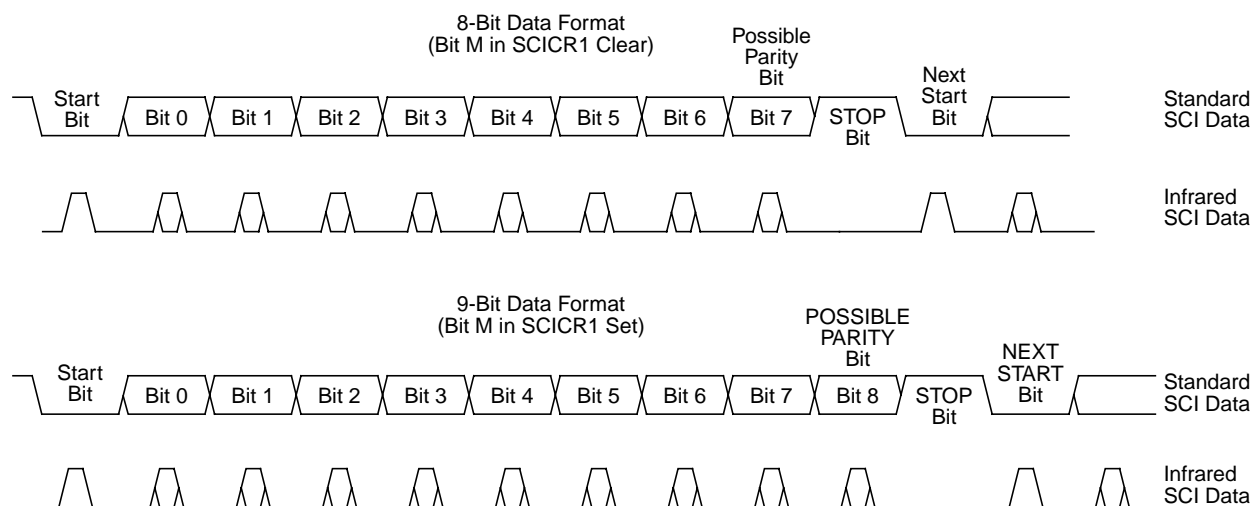 8-Bit Data Format
(Bit M in SCICR1 Clear)
Possible
Parity
Bit
Start
Bit
Bit 0
Bit 1
Bit 2
Bit 3
Bit 4
Bit 5
Bit 6
Bit 7
STOP
Bit
Next
Start
Bit
Standard
SCI Data
Infrared
SCI Data
9-Bit Data Format
(Bit M in SCICR1 Set)
POSSIBLE
PARITY
Bit
Start
Bit
Bit 0
Bit 1
Bit 2
Bit 3
Bit 4
Bit 5
Bit 6
Bit 7
Bit 8
STOP
Bit
NEXT
START
Bit
Standard
SCI Data
Infrared
SCI Data